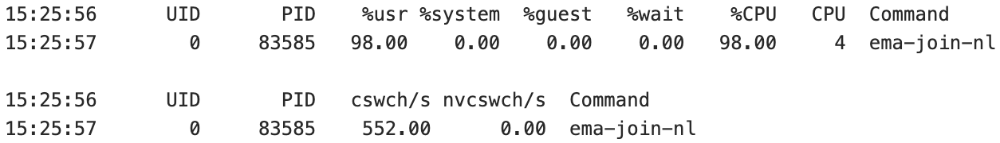 15:25:56      UID       PID    %usr %system  %guest   %wait    %CPU   CPU  Command
15:25:57        0     83585   98.00    0.00    0.00    0.00   98.00     4  ema-join-nl
15:25:56      UID       PID   cswch/s nvcswch/s  Command
15:25:57        0     83585    552.00      0.00  ema-join-nl